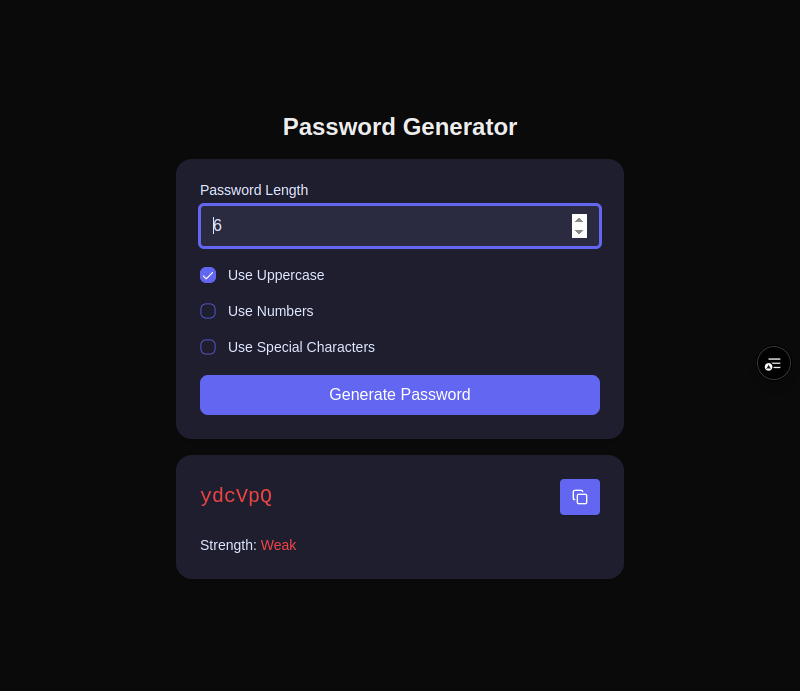 Password Generator
Password Length
6
Use Uppercase
Use Numbers
Use Special Characters
Generate Password
ydcVpQ
Strength: Weak